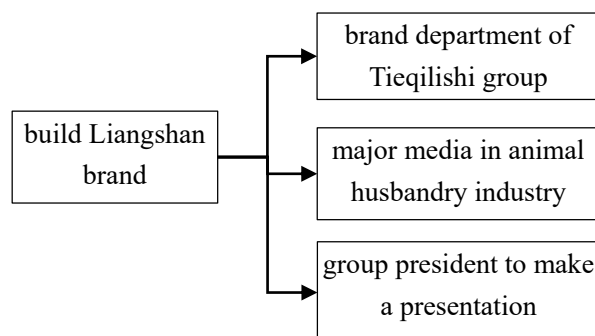 build Liangshan
brand
brand department of
Tieqilishi group
major media in animal
husbandry industry
group president to make
a presentation